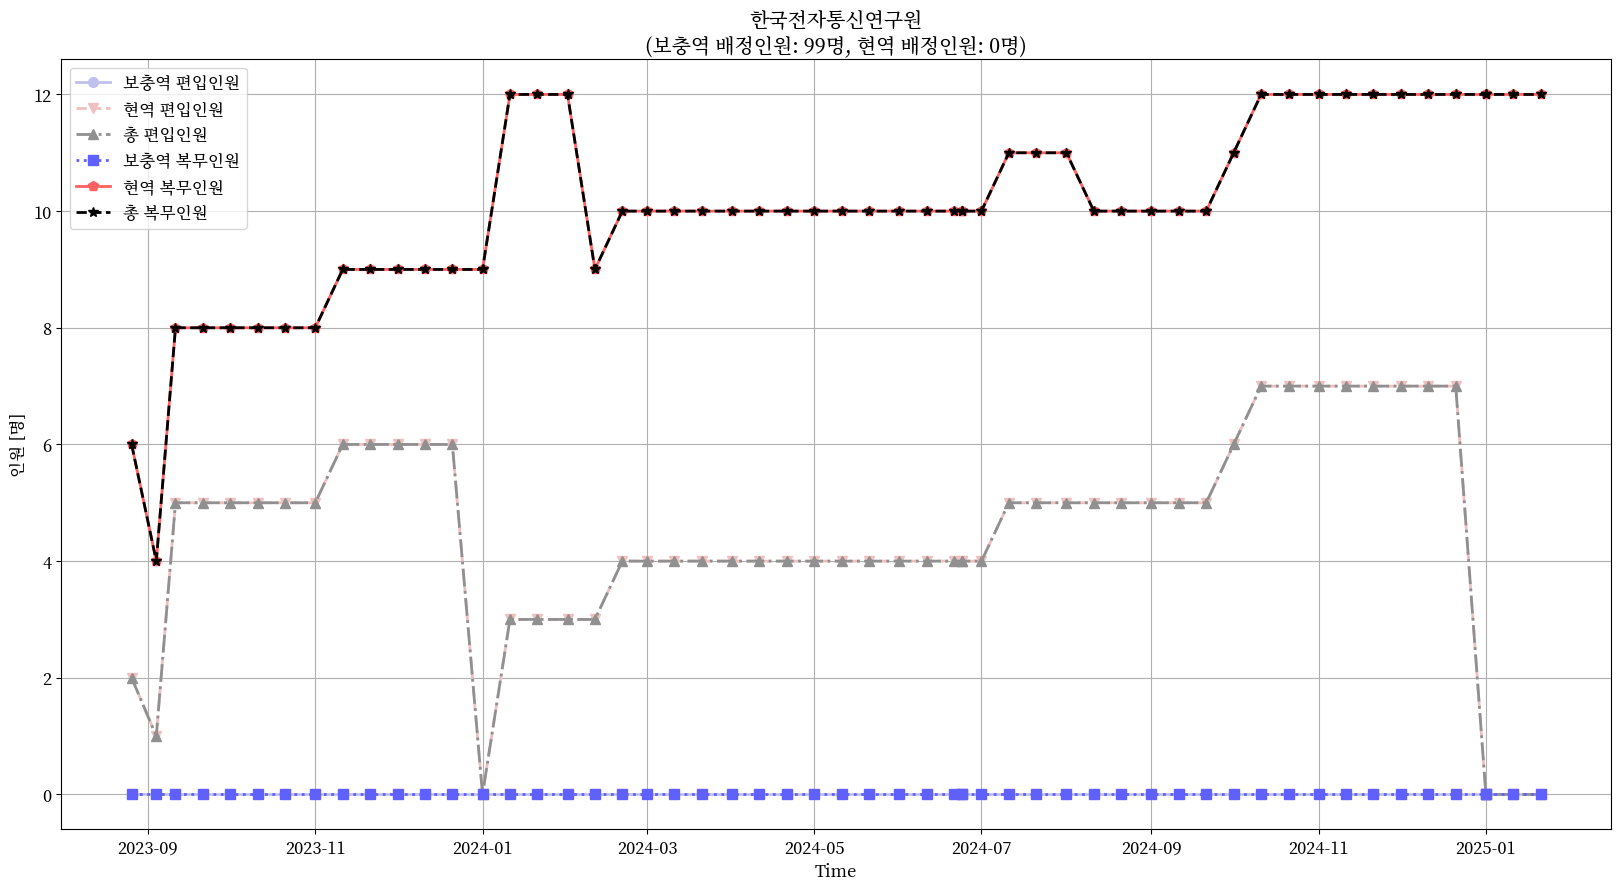 한국전자통신연구원
(보충역 배정인원: 99명, 현역 배정인원: 0명)
보충역 편입인원
현역 편입인원
총 편입인원
보충역 복무인원
현역 복무인원
총 복무인원
인원 [명]
12
10
8
6
4
2
0
2023-09
2023-11
2024-01
2024-03
2024-05
2024-07
2024-09
2024-11
2025-01
Time